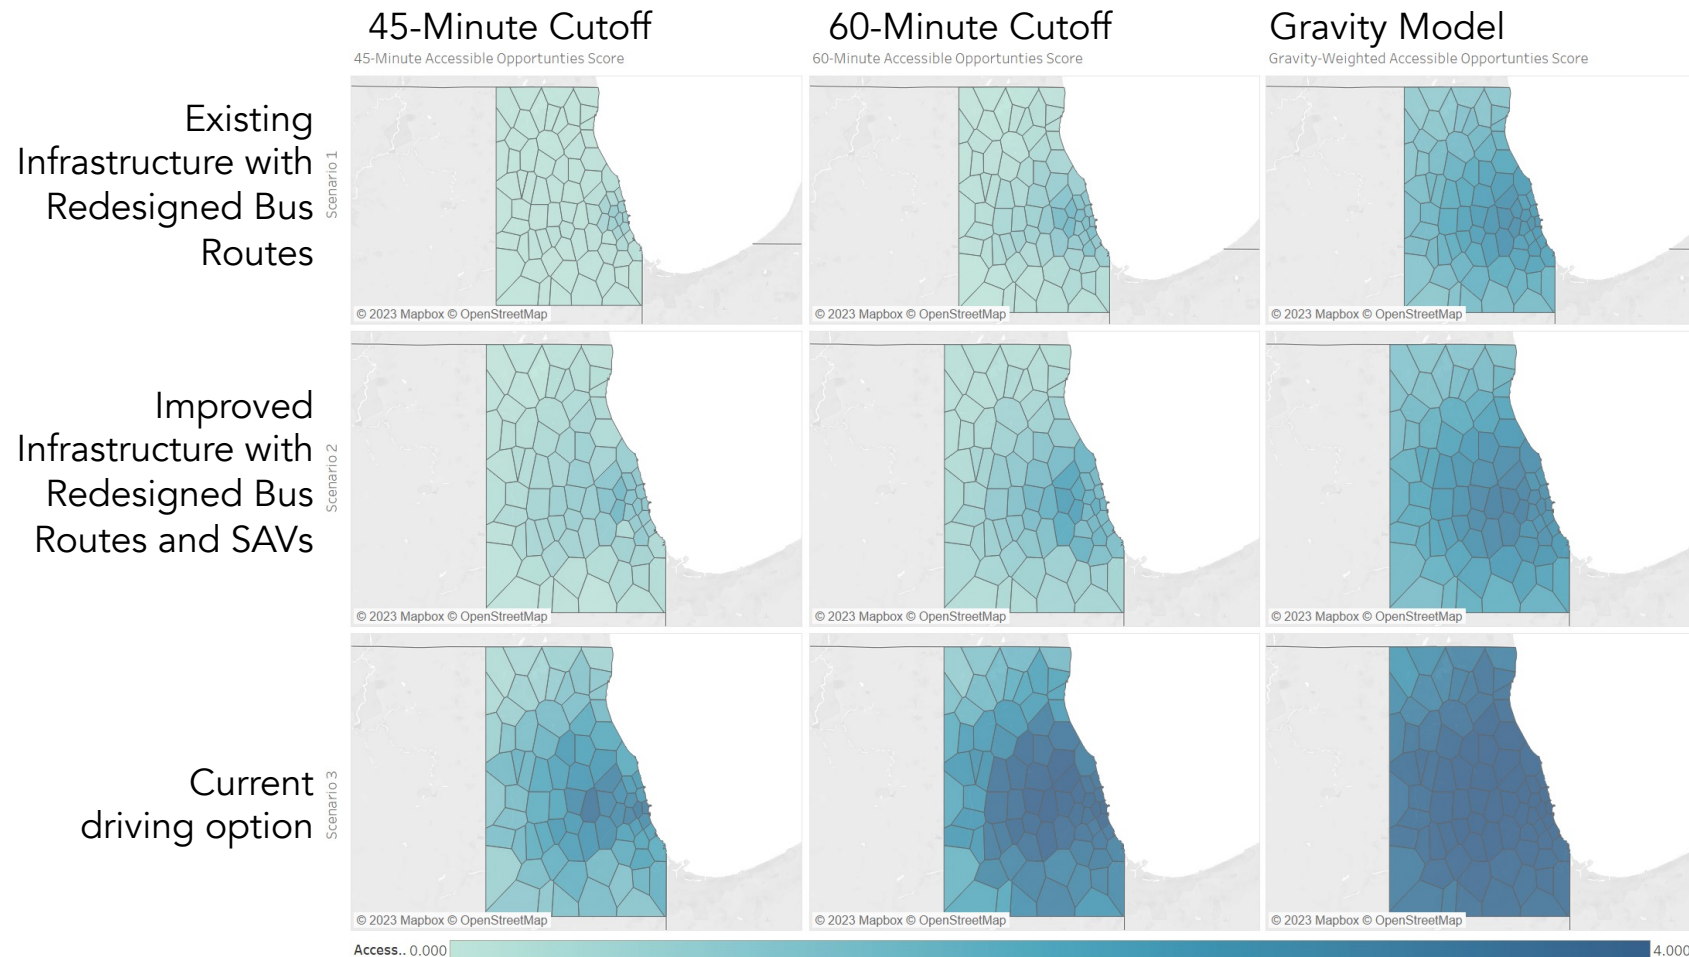 45-Minute Cutoff
60-Minute Cutoff
Gravity Model
45-Minute Accessible Opportunties Score
60-Minute Accessible Opportunties Score
Gravity-Weighted Accessible Opportunties Score
Existing
Infrastructure with
Redesigned Bus
Routes
Scenario 1
© 2023 Mapbox © OpenStreetMap
© 2023 Mapbox © OpenStreetMap
© 2023 Mapbox © OpenStreetMap
Improved
Infrastructure with
Redesigned Bus
Routes and SAVs
Scenario 2
© 2023 Mapbox © OpenStreetMap
© 2023 Mapbox © OpenStreetMap
© 2023 Mapbox © OpenStreetMap
Current
driving option
Scenario 3
© 2023 Mapbox © OpenStreetMap
© 2023 Mapbox © OpenStreetMap
© 2023 Mapbox © OpenStreetMap
Access.. 0.000 4.000